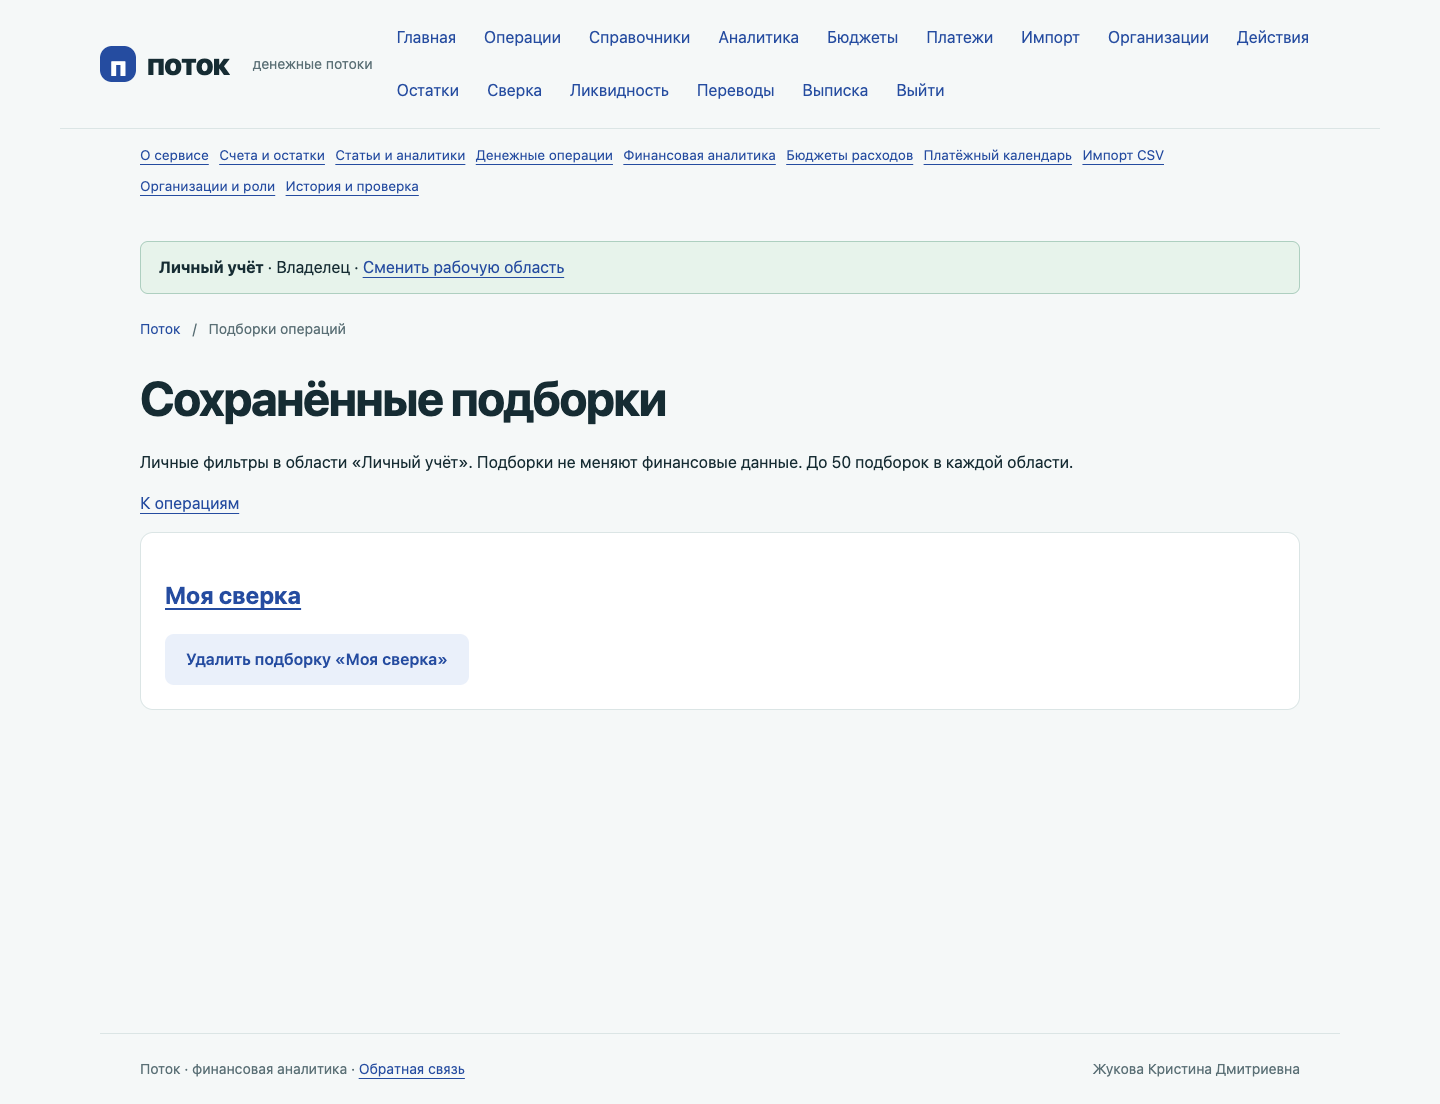 п поток денежные потоки
Главная Операции Справочники Аналитика Бюджеты Платежи Импорт Организации Действия
Остатки Сверка Ликвидность Переводы Выписка Выйти
О сервисе Счета и остатки Статьи и аналитики Денежные операции Финансовая аналитика Бюджеты расходов Платёжный календарь Импорт CSV
Организации и роли История и проверка
Личный учёт · Владелец · Сменить рабочую область
Поток / Подборки операций
Сохранённые подборки
Личные фильтры в области «Личный учёт». Подборки не меняют финансовые данные. До 50 подборок в каждой области.
К операциям
Моя сверка
Удалить подборку «Моя сверка»
Поток · финансовая аналитика · Обратная связь
Жукова Кристина Дмитриевна